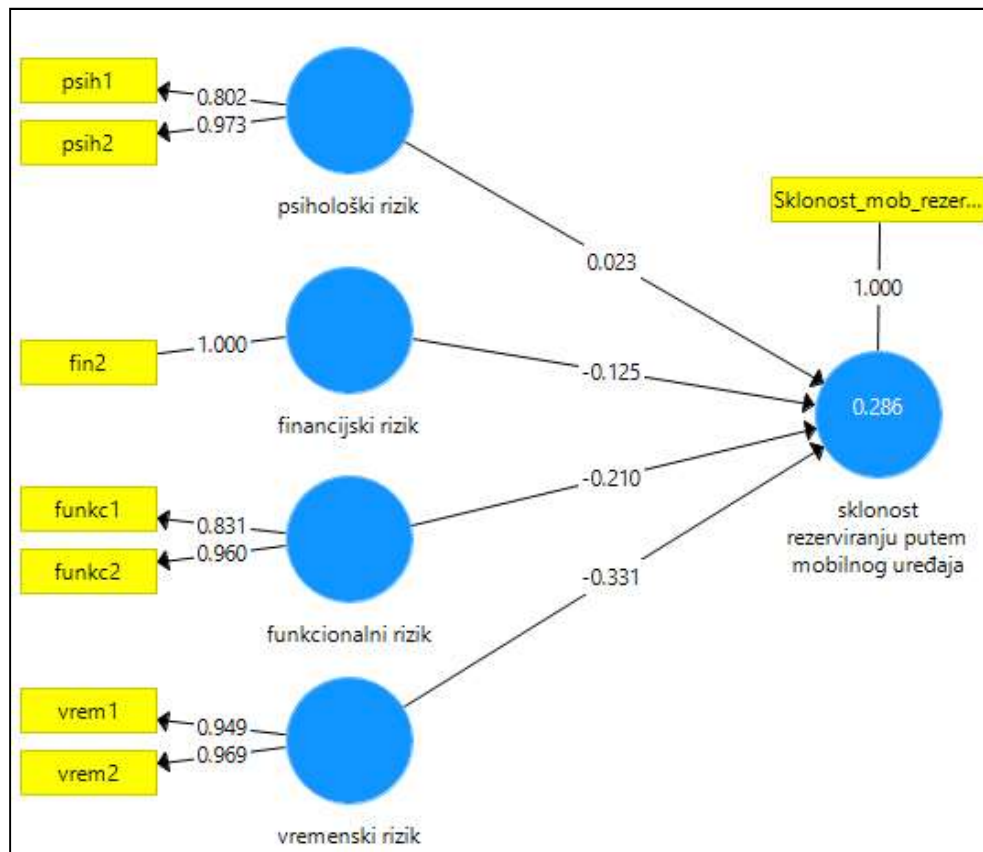 psih1
0.802
psih2
0.973
psihološki rizik
Sklonost_mob_rezer...
0.023
1.000
fin2
1.000
-0.125
financijski rizik
0.286
funkc1
0.831
funkc2
0.960
-0.210
funkcionalni rizik
sklonost
rezerviranju putem
mobilnog uređaja
-0.331
vrem1
0.949
vrem2
0.969
vremenski rizik